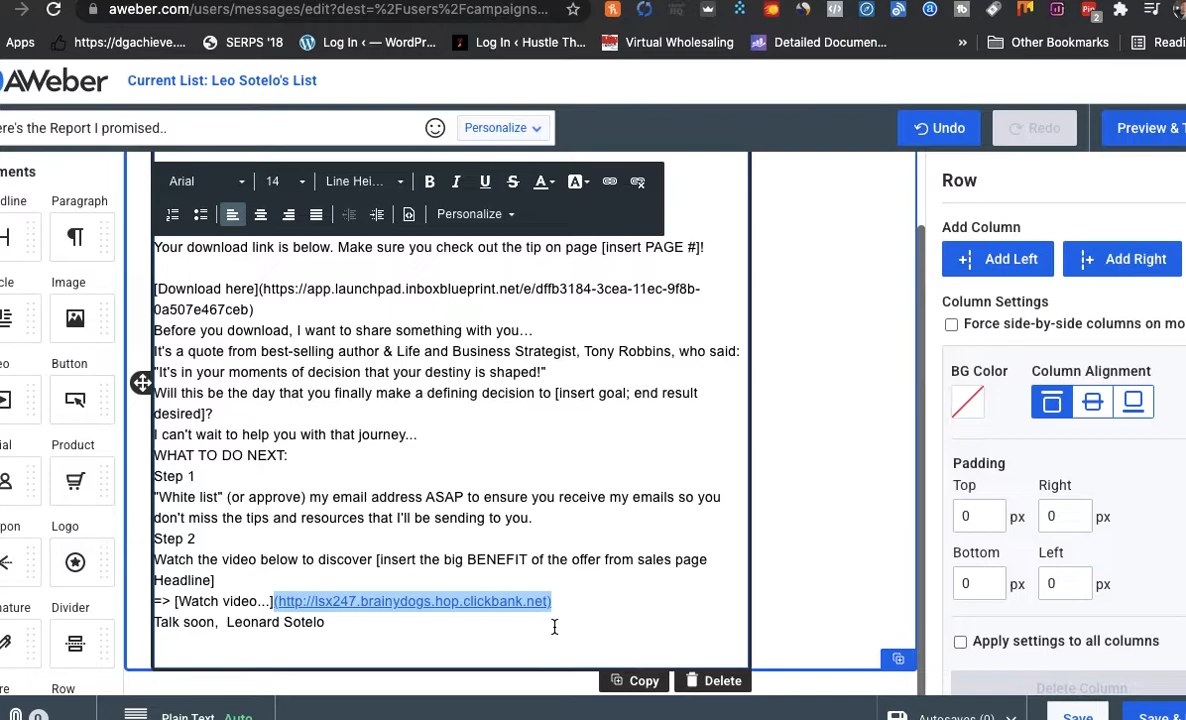 aweber.com/users/messages/edit?dest=%2Fusers%2Fcampaigns...
Apps
https://dgachieve....
SERPS '18
Log In ‹ — WordPr...
Log In ‹ Hustle Th...
Virtual Wholesaling
Detailed Documen...
»
Other Bookmarks
Readi
2
AWeber
Current List: Leo Sotelo's List
ere's the Report I promised..
Personalize
Undo
Redo
Preview & T
ments
dline
Paragraph
Image
eo
Button
ial
Product
pon
Logo
nature
Divider
re
Row
Arial
14
Line Hei...
B I U S A A
Personalize
Your download link is below. Make sure you check out the tip on page [insert PAGE #]!
[Download here](https://app.launchpad.inboxblueprint.net/e/dffb3184-3cea-11ec-9f8b-
0a507e467ceb)
Before you download, I want to share something with you…
It's a quote from best-selling author & Life and Business Strategist, Tony Robbins, who said:
"It's in your moments of decision that your destiny is shaped!"
Will this be the day that you finally make a defining decision to [insert goal; end result
desired]?
I can't wait to help you with that journey...
WHAT TO DO NEXT:
Step 1
"White list" (or approve) my email address ASAP to ensure you receive my emails so you
don't miss the tips and resources that I'll be sending to you.
Step 2
Watch the video below to discover [insert the big BENEFIT of the offer from sales page
Headline]
=> [Watch video...](http://lsx247.brainydogs.hop.clickbank.net)
Talk soon, Leonard Sotelo
Copy
Delete
Row
Add Column
Add Left
Add Right
Column Settings
Force side-by-side columns on mo
BG Color
Column Alignment
Padding
Top
Right
0 px
0 px
Bottom
Left
0 px
0 px
Apply settings to all columns
Delete Column
Plain Text Auto
Autosaves (0)
Save
Save &